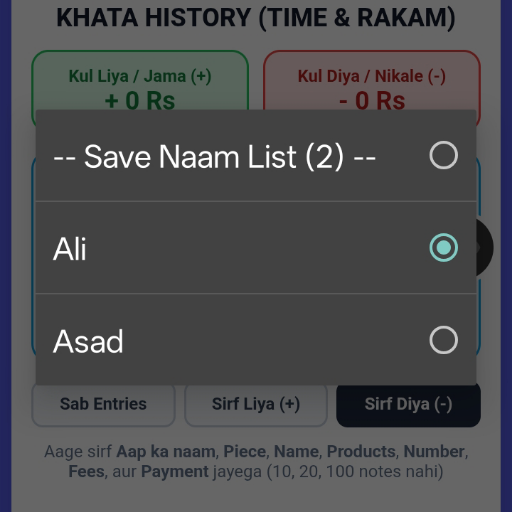 KHATA HISTORY (TIME & RAKAM)
Kul Liya / Jama (+)
Kul Diya / Nikale (-)
+ 0 Rs
- 0 Rs
-- Save Naam List (2) --
Ali
Asad
Sab Entries
Sirf Liya (+)
Sirf Diya (-)
Aage sirf Aap ka naam, Piece, Name, Products, Number,
Fees, aur Payment jayega (10, 20, 100 notes nahi)